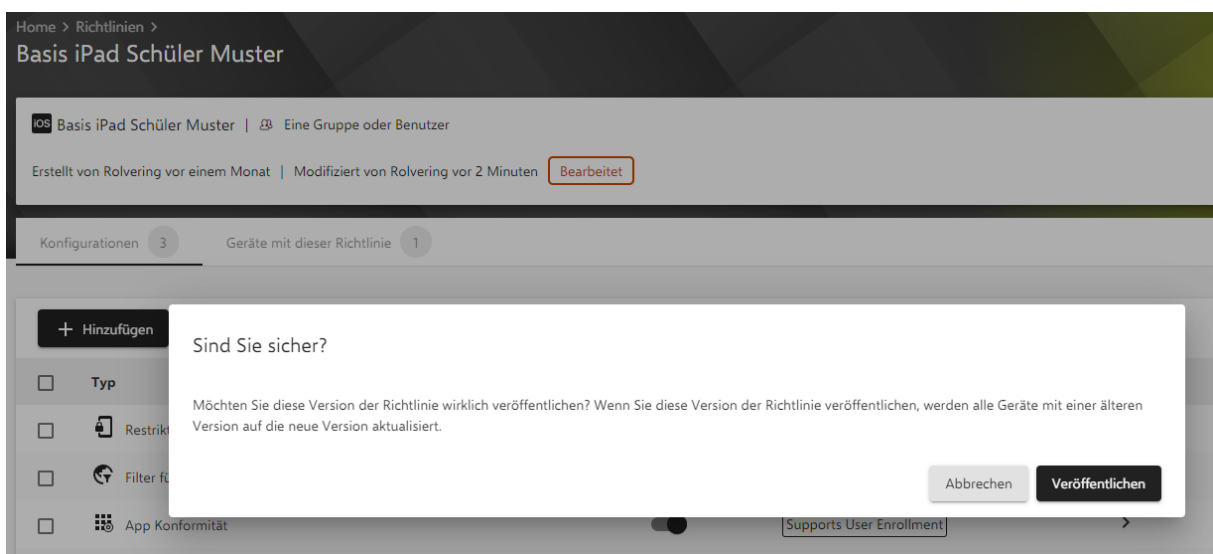 Home > Richtlinien >
Basis iPad Schüler Muster
iOS Basis iPad Schüler Muster | Eine Gruppe oder Benutzer
Erstellt von Rolvering vor einem Monat | Modifiziert von Rolvering vor 2 Minuten Bearbeitet
Konfigurationen 3 Geräte mit dieser Richtlinie 1
+ Hinzufügen
Sind Sie sicher?
Typ
Möchten Sie diese Version der Richtlinie wirklich veröffentlichen? Wenn Sie diese Version der Richtlinie veröffentlichen, werden alle Geräte mit einer älteren
Version auf die neue Version aktualisiert.
Restrikt
Filter fü
Abbrechen Veröffentlichen
App Konformität Supports User Enrollment >